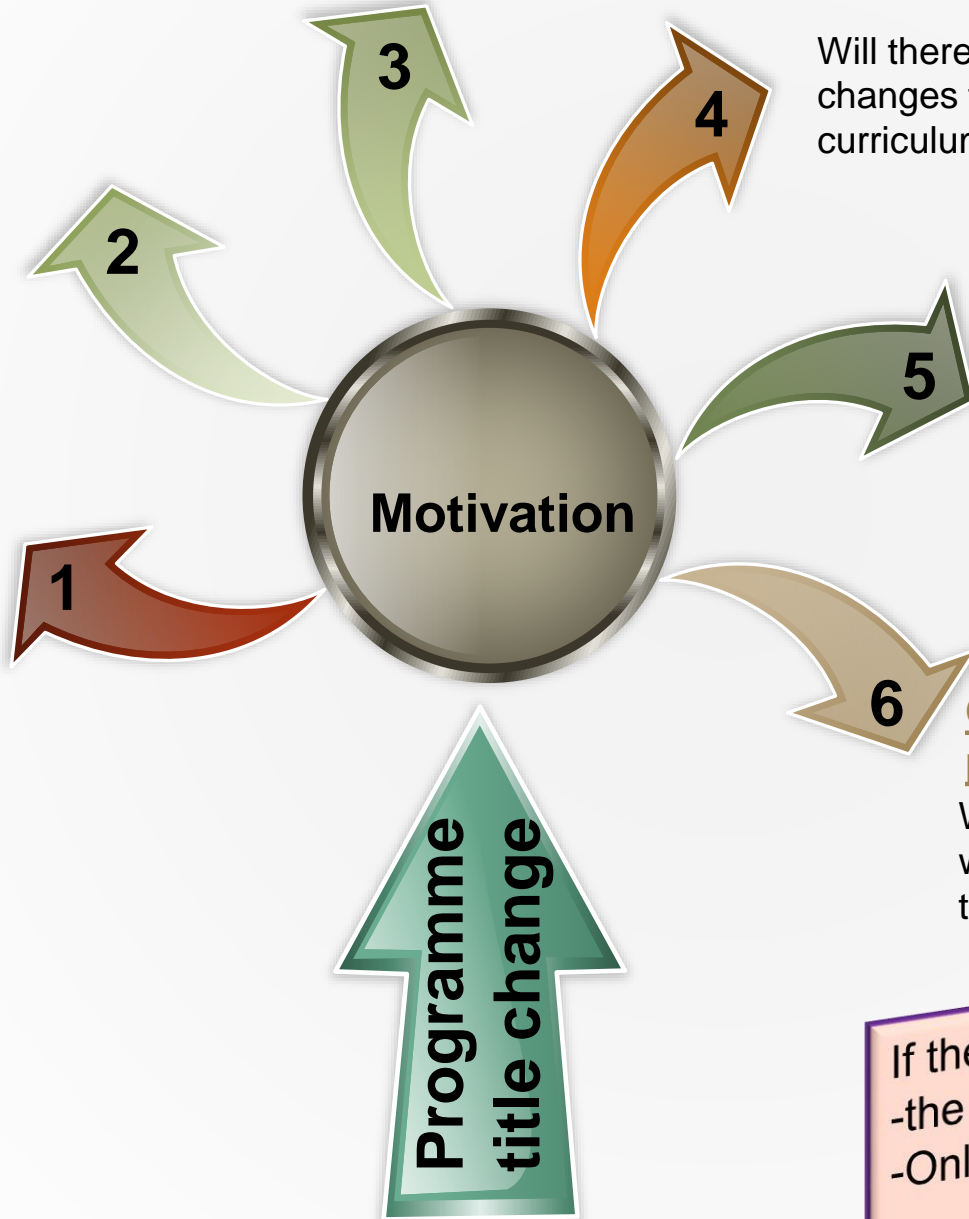 3
4
Will there
changes
curriculum
2
5
Motivation
1
6
W
Programme
title change
If the
-the
-Onl